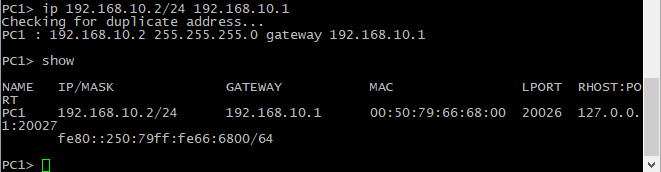 PC1> ip 192.168.10.2/24 192.168.10.1
Checking for duplicate address...
PC1 : 192.168.10.2 255.255.255.0 gateway 192.168.10.1
PC1> show
NAME   IP/MASK              GATEWAY           MAC                LPORT  RHOST:PO
RT
PC1    192.168.10.2/24      192.168.10.1      00:50:79:66:68:00  20026  127.0.0.
1:20027
       fe80::250:79ff:fe66:6800/64
PC1>